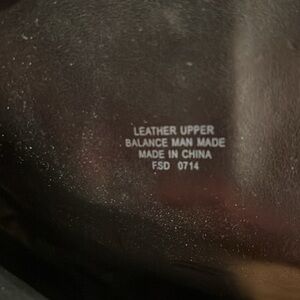 LEATHER UPPER
BALANCE MAN MADE
MADE IN CHINA
FSD 0714